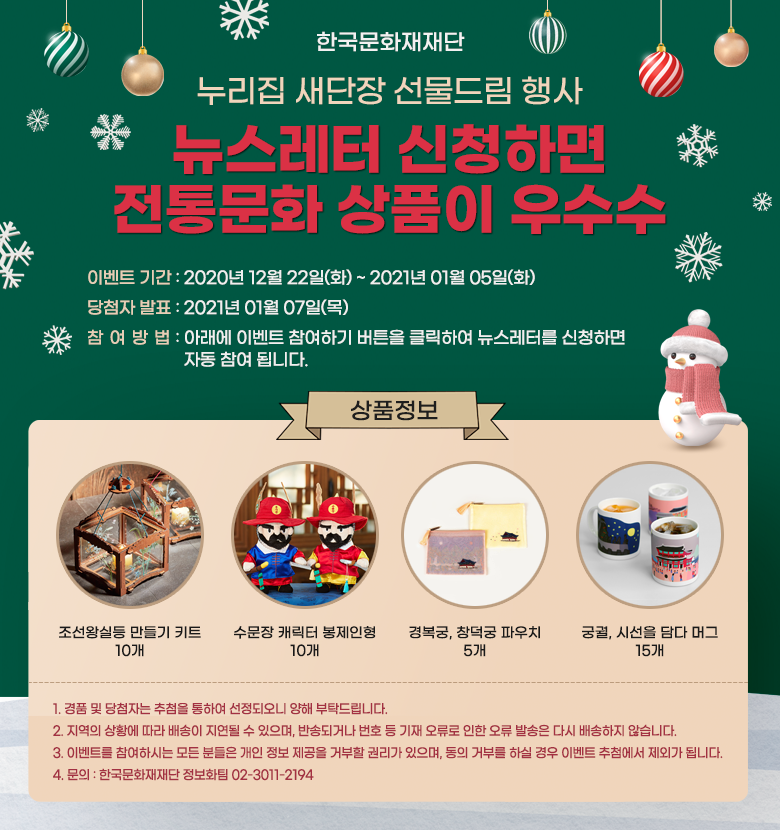 한국문화재재단
누리집 새단장 선물드림 행사
뉴스레터 신청하면
전통문화 상품이 우수수
이벤트 기간 : 2020년 12월 22일(화) ~ 2021년 01월 05일(화)
당첨자 발표 : 2021년 01월 07일(목)
참 여 방 법 : 아래에 이벤트 참여하기 버튼을 클릭하여 뉴스레터를 신청하면
자동 참여 됩니다.
상품정보
조선왕실등 만들기 키트
10개
수문장 캐릭터 봉제인형
10개
경복궁, 창덕궁 파우치
5개
궁궐, 시선을 담다 머그
15개
1. 경품 및 당첨자는 추첨을 통하여 선정되오니 양해 부탁드립니다.
2. 지역의 상황에 따라 배송이 지연될 수 있으며, 반송되거나 번호 등 기재 오류로 인한 오류 발송은 다시 배송하지 않습니다.
3. 이벤트를 참여하시는 모든 분들은 개인 정보 제공을 거부할 권리가 있으며, 동의 거부를 하실 경우 이벤트 추첨에서 제외가 됩니다.
4. 문의 : 한국문화재재단 정보화팀 02-3011-2194